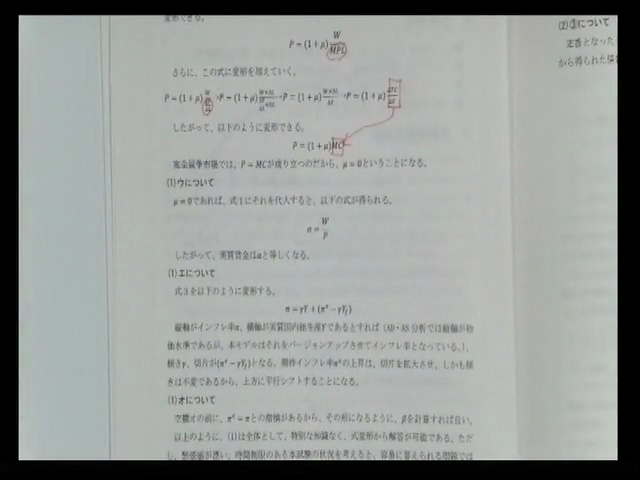 変形できる。
P=(1+μ)W/MPL
さらに、この式に変形を加えていく。
したがって、以下のように変形できる。
P=(1+μ)MC
完全競争市場では、P=MCが成り立つのだから、μ=0ということになる。
(1)ウについて
μ=0であれば、式1にそれを代入すると、以下の式が得られる。
α=W/P
したがって、実質賃金はαと等しくなる。
(1)エについて
式3を以下のように変形する。
π=γY+(πᵉ−γYf)
縦軸がインフレ率π、横軸が実質国内総生産Yであるとすれば(AD・AS分析では縦軸が物
価水準であるが、本モデルはそれをバージョンアップさせてインフレ率となっている。)、
傾きγ、切片が(πᵉ−γYf)となる。期待インフレ率πᵉの上昇は、切片を拡大させ、しかも傾
きは不変であるから、上方に平行シフトすることになる。
(1)オについて
空欄オの前に、πᵉ=πとの指摘があるから、その形になるように、βを計算すれば良い。
以上のように、(1)は全体として、特別な知識なく、式変形から解答が可能である。ただ
(2)③について
定番となった
から得られた